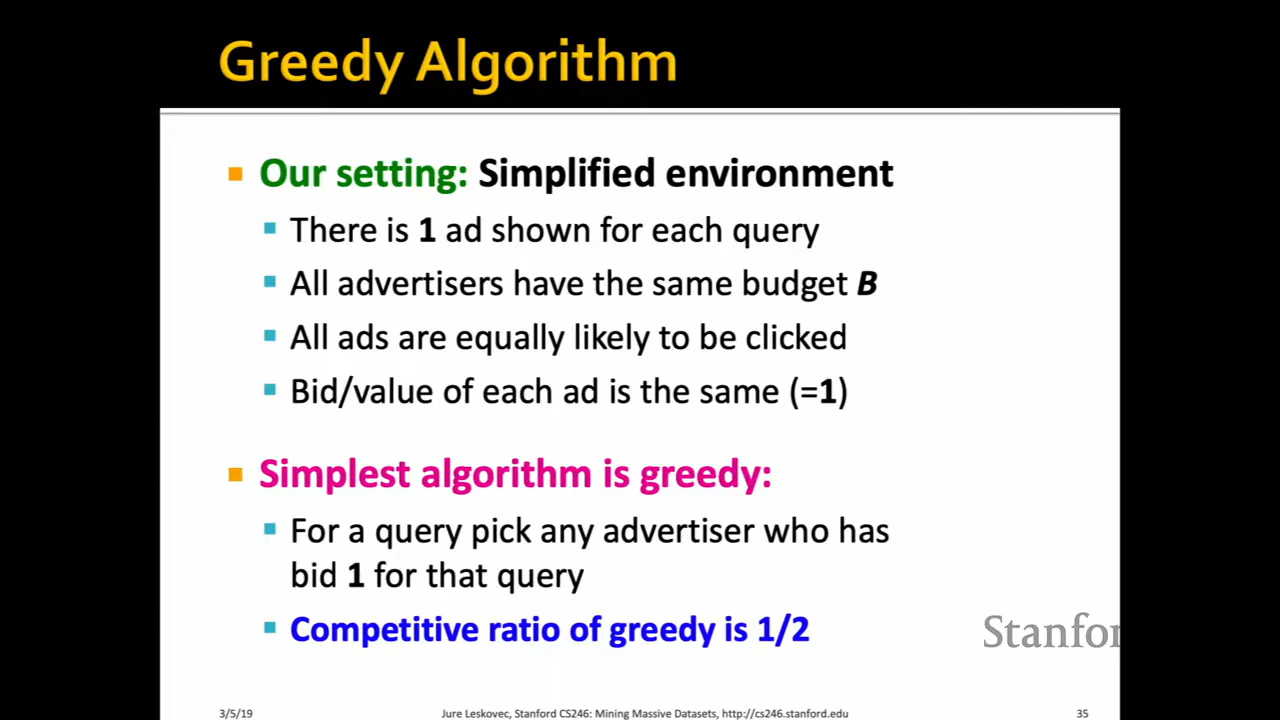 Greedy Algorithm
Our setting: Simplified environment
There is 1 ad shown for each query
All advertisers have the same budget B
All ads are equally likely to be clicked
Bid/value of each ad is the same (=1)
Simplest algorithm is greedy:
For a query pick any advertiser who has
bid 1 for that query
Competitive ratio of greedy is 1/2
Stanfor
3/5/19 Jure Leskovec, Stanford CS246: Mining Massive Datasets, http://cs246.stanford.edu 35